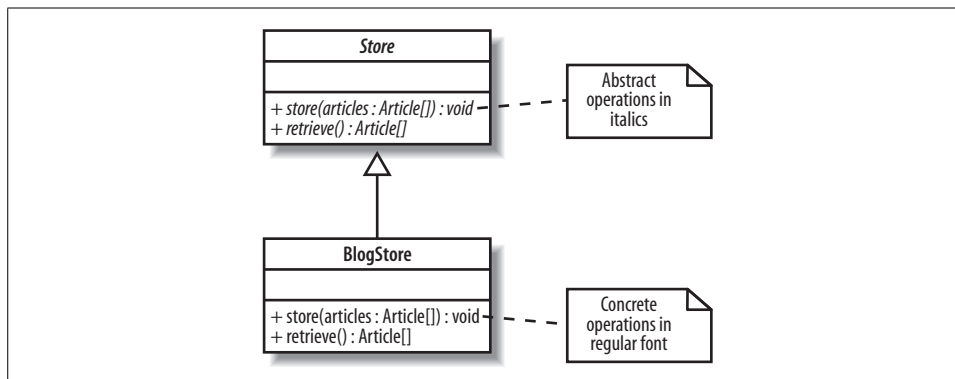 Store
+ store(articles : Article[]) : void
+ retrieve() : Article[]
Abstract
operations in
italics
BlogStore
+ store(articles : Article[]) : void
+ retrieve() : Article[]
Concrete
operations in
regular font